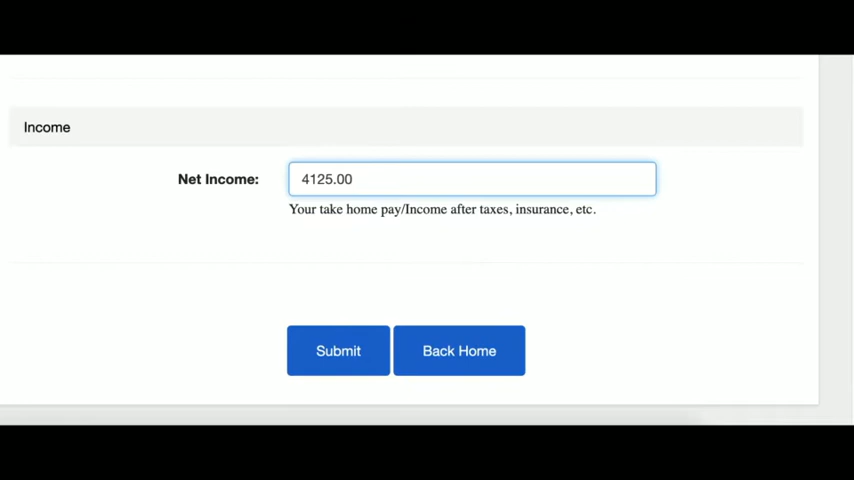 Income
Net Income: 4125.00
Your take home pay/Income after taxes, insurance, etc.
Submit Back Home